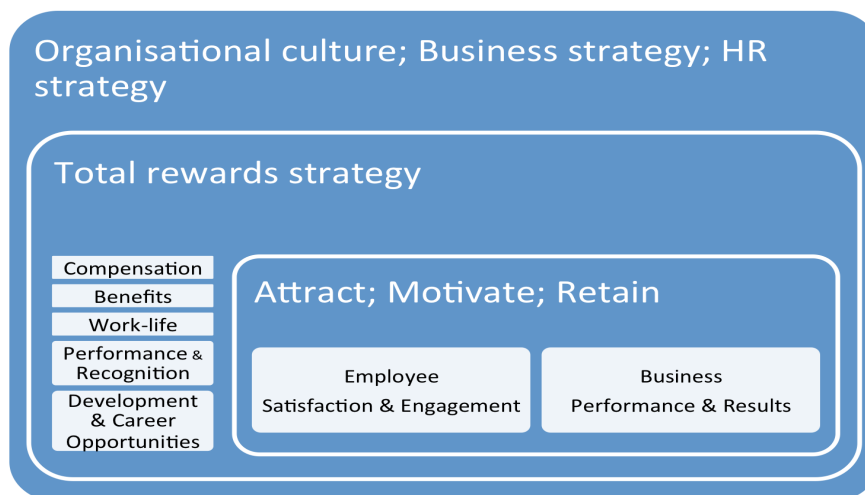 Organisational culture; Business strategy; HR
strategy
Total rewards strategy
Compensation
Benefits
Work-life
Performance &
Recognition
Development
& Career
Opportunities
Attract; Motivate; Retain
Employee
Satisfaction & Engagement
Business
Performance & Results